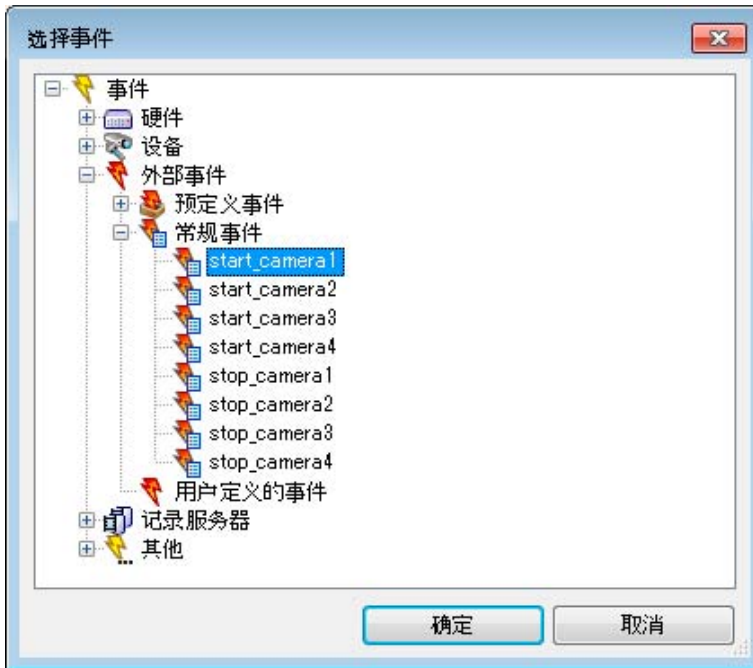 选择事件
事件
硬件
设备
外部事件
预定义事件
常规事件
start_camera1
start_camera2
start_camera3
start_camera4
stop_camera1
stop_camera2
stop_camera3
stop_camera4
用户定义的事件
记录服务器
其他
确定
取消